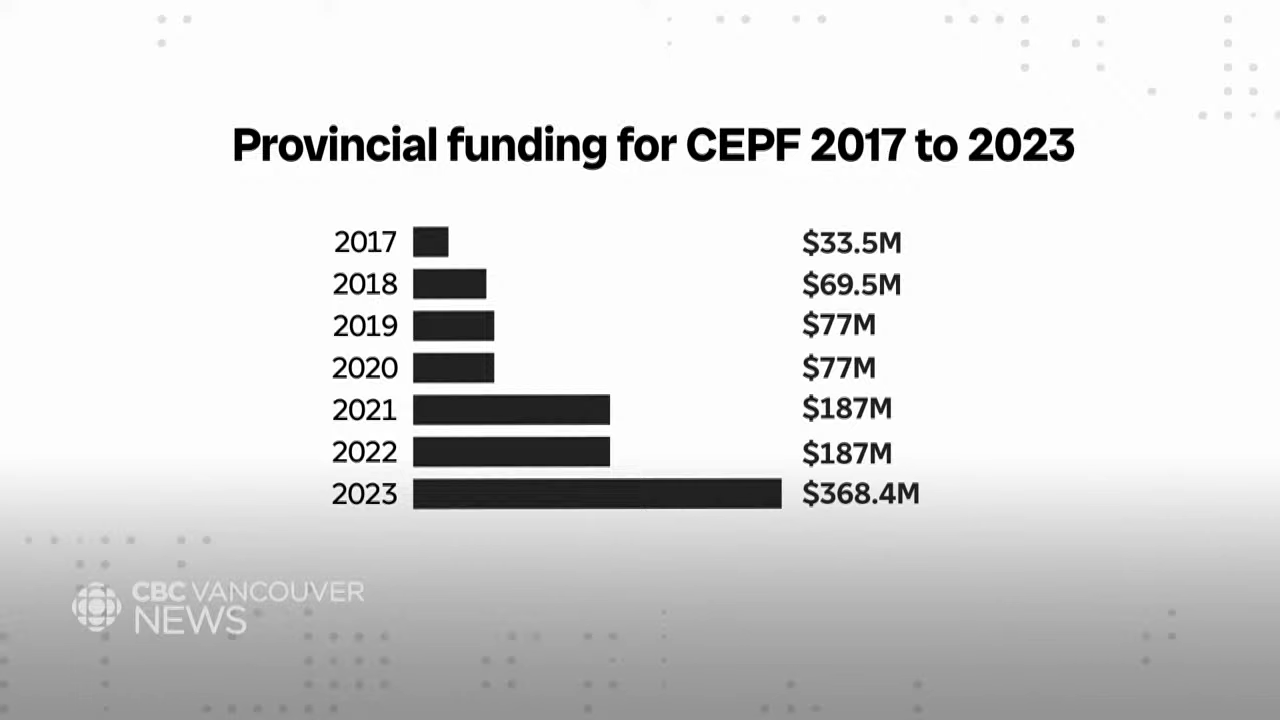 Provincial funding for CEPF 2017 to 2023
2017 $33.5M
2018 $69.5M
2019 $77M
2020 $77M
2021 $187M
2022 $187M
2023 $368.4M
CBC VANCOUVER
NEWS